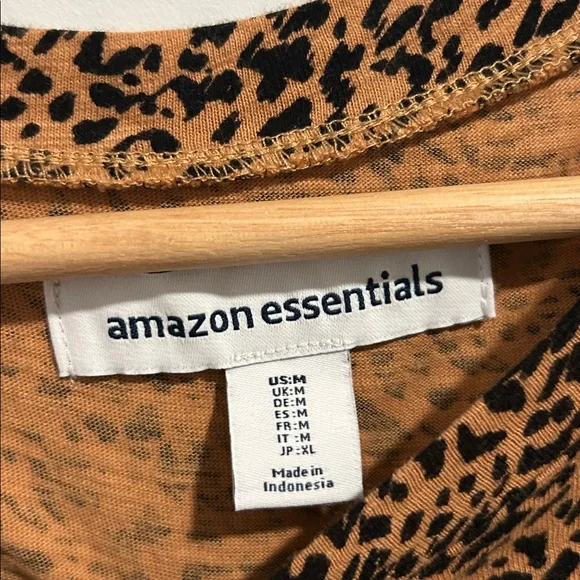 amazon essentials
US:M
UK:M
DE:M
ES:M
FR:M
IT:M
JP:XL
Made in
Indonesia